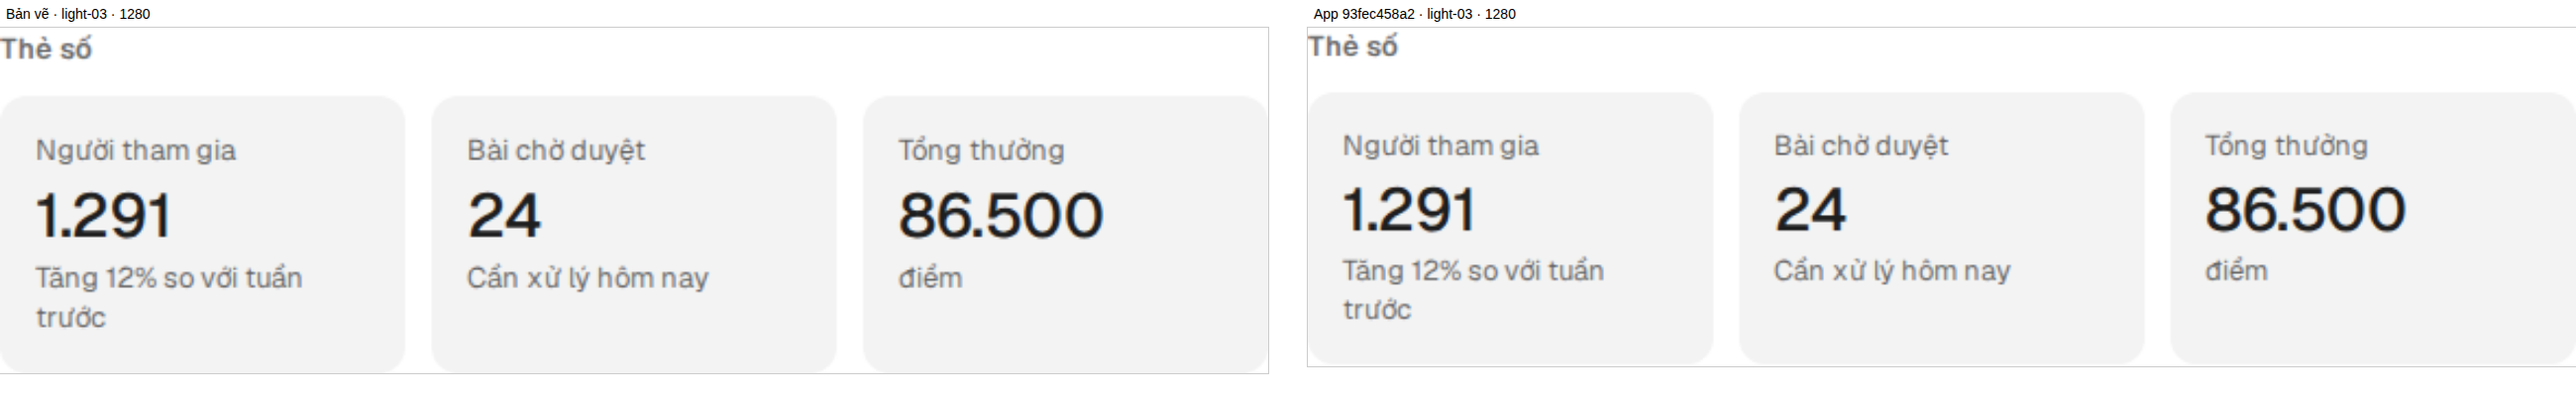 Bản vẽ · light-03 · 1280
Thẻ số
Người tham gia
1.291
Tăng 12% so với tuần
trước
Bài chờ duyệt
24
Cần xử lý hôm nay
Tổng thưởng
86.500
điểm
App 93fec458a2 · light-03 · 1280
Thẻ số
Người tham gia
1.291
Tăng 12% so với tuần
trước
Bài chờ duyệt
24
Cần xử lý hôm nay
Tổng thưởng
86.500
điểm